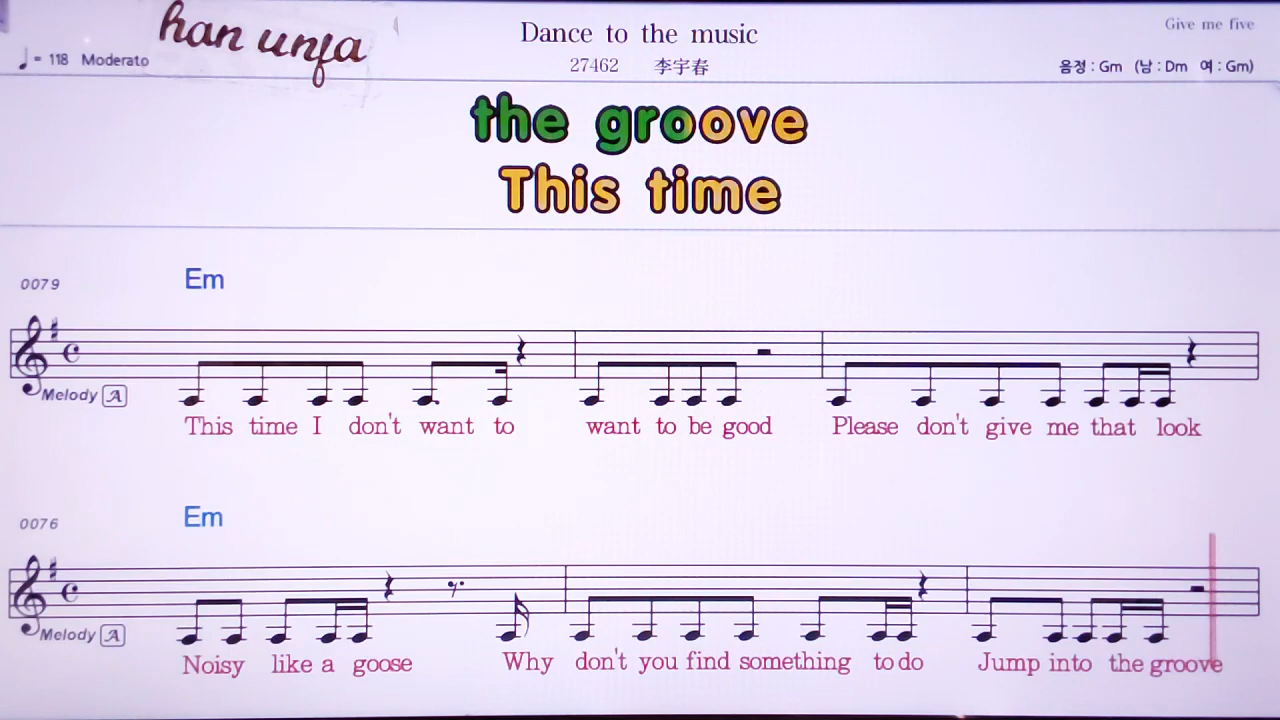 han unfa
Dance to the music
Give me five
♩ = 118 Moderato
27462 李宇春
음정 : Gm (남 : Dm 여 : Gm)
the groove
This time
0079
Em
Melody A
This time I don't want to want to be good Please don't give me that look
0076
Em
Melody A
Noisy like a goose Why don't you find something to do Jump into the groove